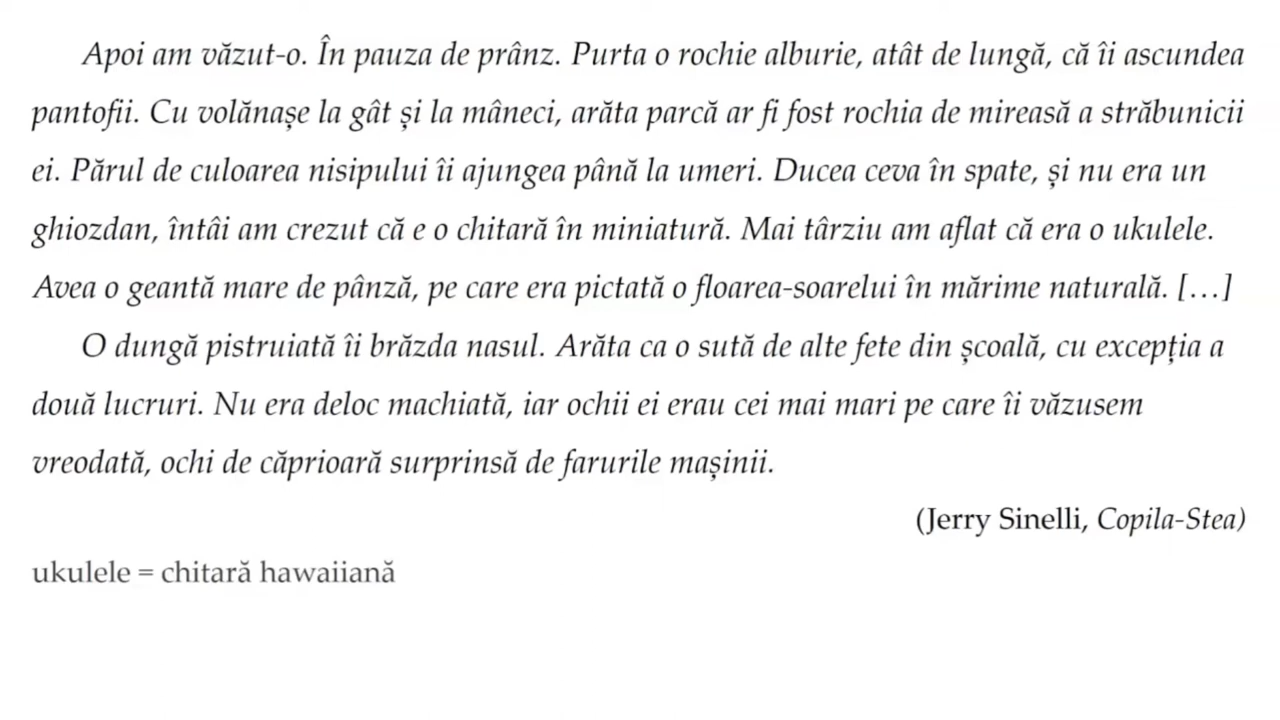 Apoi am văzut-o. În pauza de prânz. Purta o rochie alburie, atât de lungă, că îi ascundea
pantofii. Cu volănașe la gât și la mâneci, arăta parcă ar fi fost rochia de mireasă a străbunicii
ei. Părul de culoarea nisipului îi ajungea până la umeri. Ducea ceva în spate, și nu era un
ghiozdan, întâi am crezut că e o chitară în miniatură. Mai târziu am aflat că era o ukulele.
Avea o geantă mare de pânză, pe care era pictată o floarea-soarelui în mărime naturală. […]
O dungă pistruiată îi brăzda nasul. Arăta ca o sută de alte fete din școală, cu excepția a
două lucruri. Nu era deloc machiată, iar ochii ei erau cei mai mari pe care îi văzusem
vreodată, ochi de căprioară surprinsă de farurile mașinii.
(Jerry Sinelli, Copila-Stea)
ukulele = chitară hawaiiană